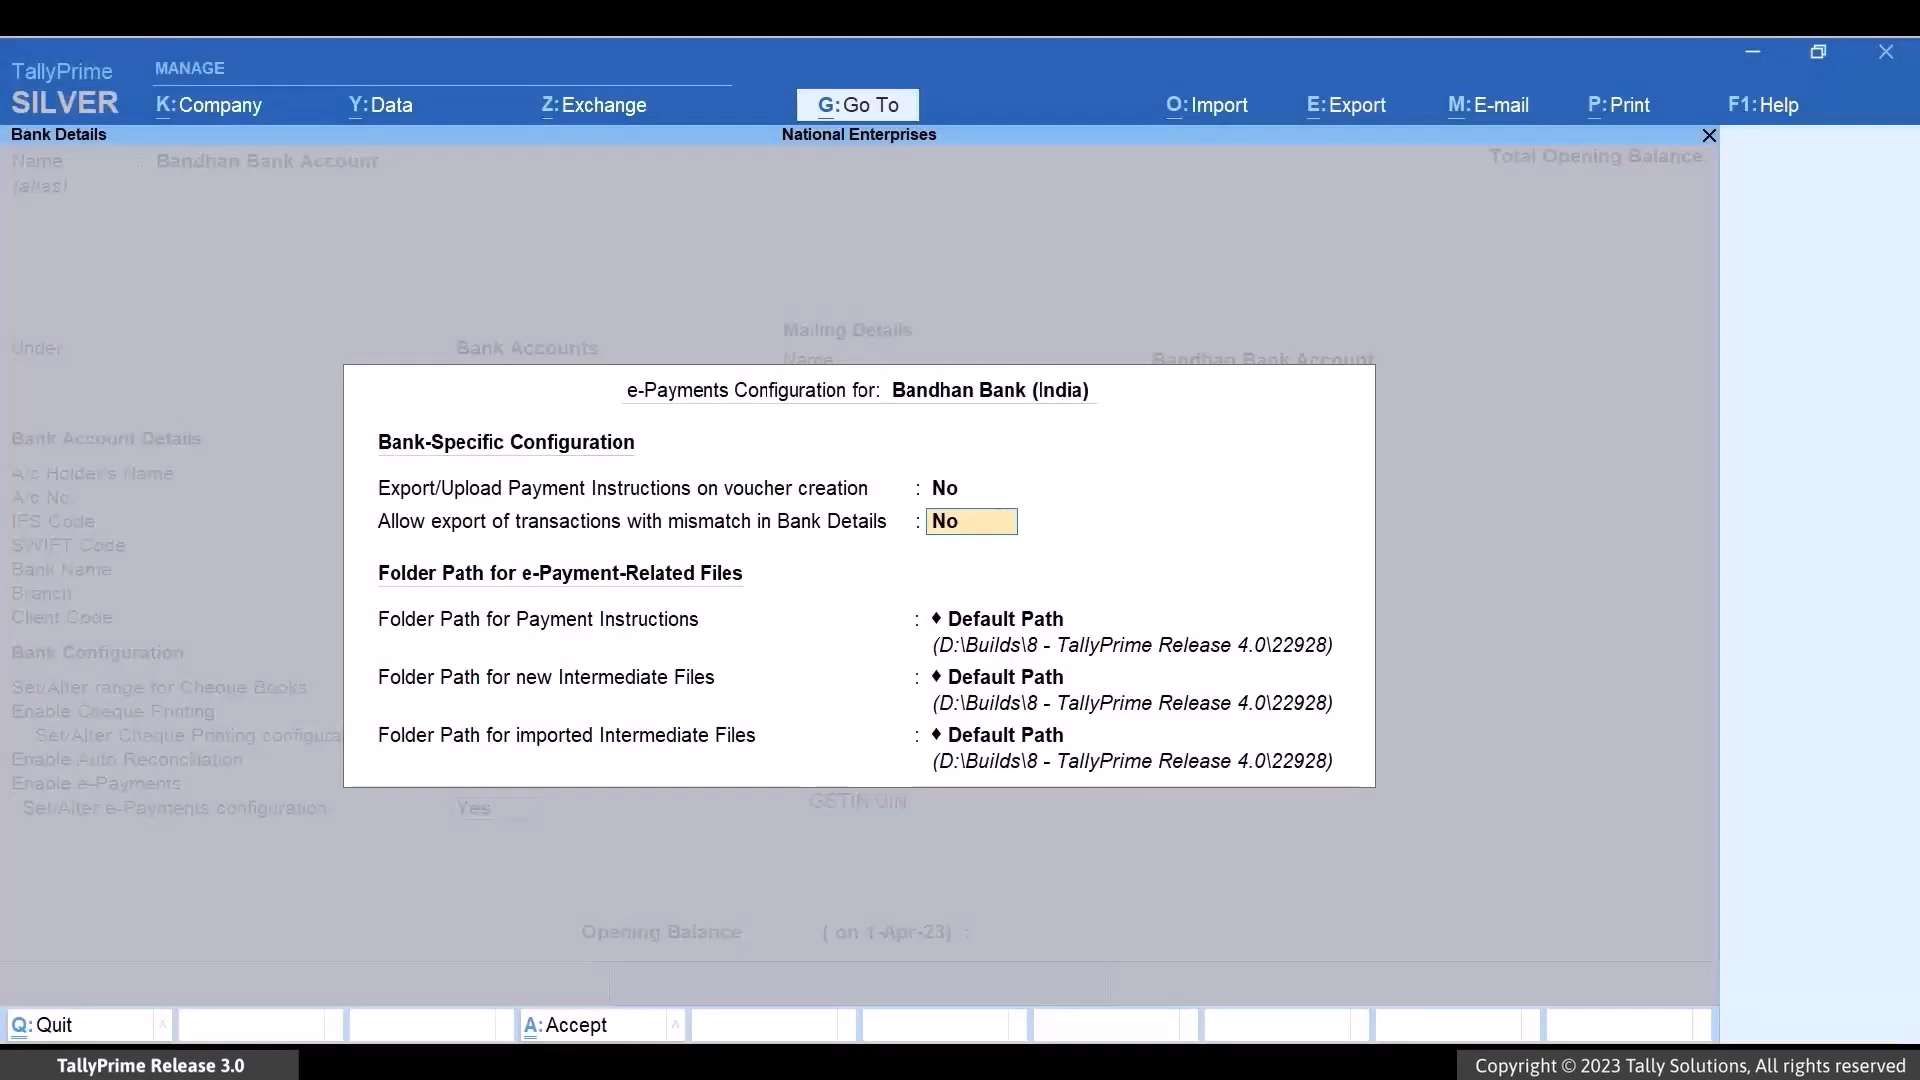 TallyPrime
SILVER
MANAGE
K:Company
Y:Data
Z:Exchange
G:Go To
O:Import
E:Export
M:E-mail
P:Print
F1:Help
Bank Details
National Enterprises
Name : Bandhan Bank Account
Total Opening Balance
(alias)
Mailing Details
Under
Bank Accounts
Name
Bandhan Bank Account
e-Payments Configuration for: Bandhan Bank (India)
Bank-Specific Configuration
Export/Upload Payment Instructions on voucher creation : No
Allow export of transactions with mismatch in Bank Details : No
Folder Path for e-Payment-Related Files
Folder Path for Payment Instructions : ♦ Default Path
(D:\Builds\8 - TallyPrime Release 4.0\22928)
Folder Path for new Intermediate Files : ♦ Default Path
(D:\Builds\8 - TallyPrime Release 4.0\22928)
Folder Path for imported Intermediate Files : ♦ Default Path
(D:\Builds\8 - TallyPrime Release 4.0\22928)
Bank Account Details
A/c Holder's Name
A/c No.
IFS Code
SWIFT Code
Bank Name
Branch
Client Code
Bank Configuration
Set/Alter range for Cheque Books
Enable Cheque Printing
Set/Alter Cheque Printing configura
Enable Auto Reconciliation
Enable e-Payments
Set/Alter e-Payments configuration
Yes
GSTIN/UIN
Opening Balance ( on 1-Apr-23) :
Q:Quit
A:Accept
TallyPrime Release 3.0
Copyright © 2023 Tally Solutions, All rights reserved